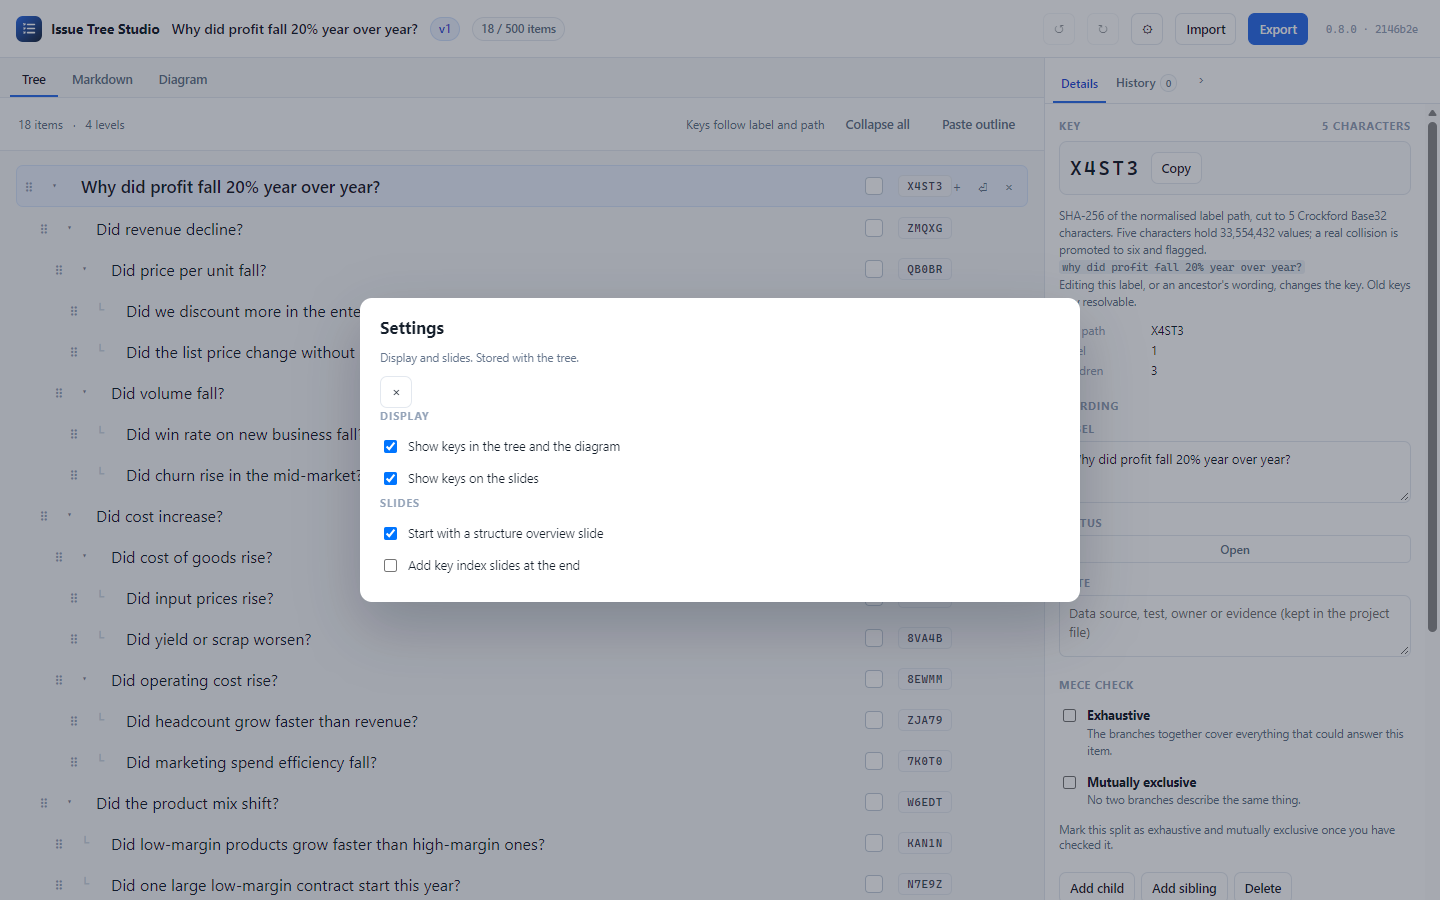 Issue Tree Studio
Why did profit fall 20% year over year?
v1
18 / 500 items
Import
Export
0.8.0 · 2146b2e
Tree
Markdown
Diagram
18 items · 4 levels
Keys follow label and path
Collapse all
Paste outline
Why did profit fall 20% year over year?
X4ST3
Did revenue decline?
ZMQXG
Did price per unit fall?
QB0BR
Did we discount more in the ente
Did the list price change without
Did volume fall?
Did win rate on new business fall?
Did churn rise in the mid-market?
Did cost increase?
Did cost of goods rise?
Did input prices rise?
Did yield or scrap worsen?
8VA4B
Did operating cost rise?
8EWMM
Did headcount grow faster than revenue?
ZJA79
Did marketing spend efficiency fall?
7K0T0
Did the product mix shift?
W6EDT
Did low-margin products grow faster than high-margin ones?
KAN1N
Did one large low-margin contract start this year?
N7E9Z
Settings
Display and slides. Stored with the tree.
×
DISPLAY
Show keys in the tree and the diagram
Show keys on the slides
SLIDES
Start with a structure overview slide
Add key index slides at the end
Details
History 0
KEY
5 CHARACTERS
X4ST3
Copy
SHA-256 of the normalised label path, cut to 5 Crockford Base32
characters. Five characters hold 33,554,432 values; a real collision is
promoted to six and flagged.
why did profit fall 20% year over year?
Editing this label, or an ancestor's wording, changes the key. Old keys
resolvable.
path
X4ST3
1
dren
3
RDING
EL
hy did profit fall 20% year over year?
TUS
Open
TE
Data source, test, owner or evidence (kept in the project
file)
MECE CHECK
Exhaustive
The branches together cover everything that could answer this
item.
Mutually exclusive
No two branches describe the same thing.
Mark this split as exhaustive and mutually exclusive once you have
checked it.
Add child
Add sibling
Delete